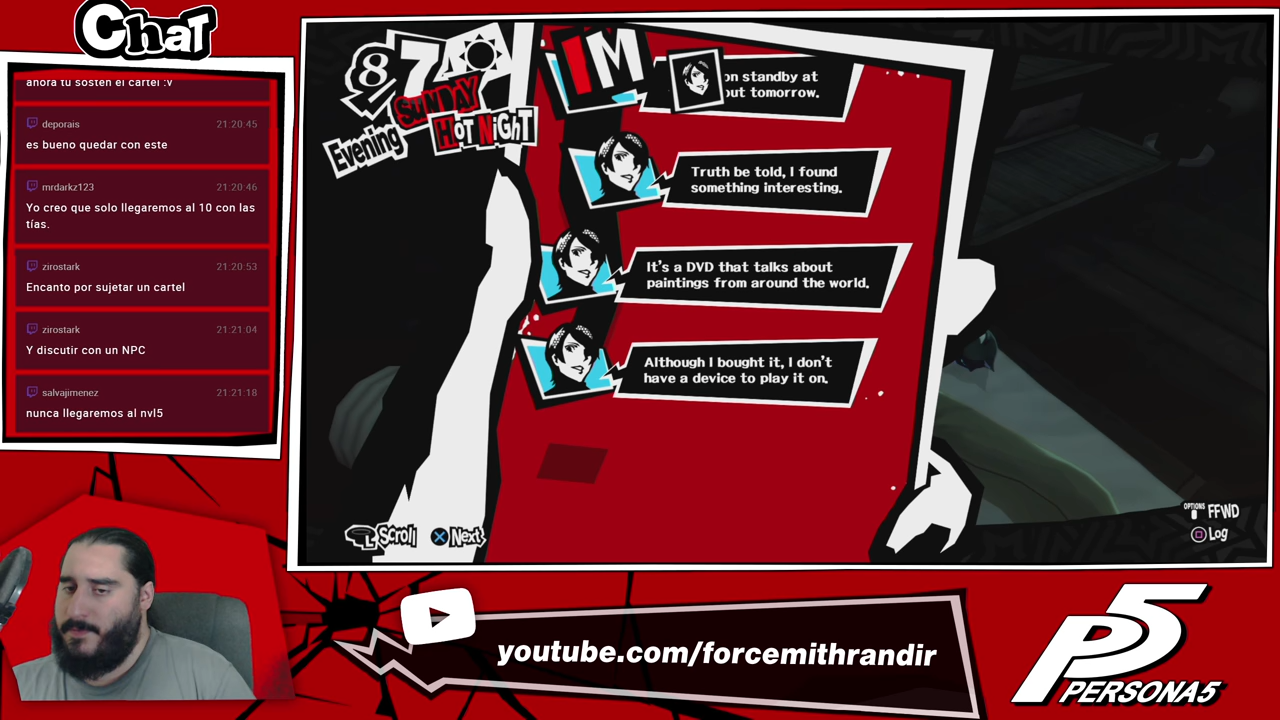 Chat
ahora tu sosten el cartel :v
deporais 21:20:45
es bueno quedar con este
mrdarkz123 21:20:46
Yo creo que solo llegaremos al 10 con las
tías.
zirostark 21:20:53
Encanto por sujetar un cartel
zirostark 21:21:04
Y discutir con un NPC
salvajimenez 21:21:18
nunca llegaremos al nvl5
8 7
SUNDAY
Evening HOT NIGHT
IM
on standby at
out tomorrow.
Truth be told, I found
something interesting.
It's a DVD that talks about
paintings from around the world.
Although I bought it, I don't
have a device to play it on.
L Scroll Next
OPTIONS FFWD
Log
youtube.com/forcemithrandir
P5
PERSONA5